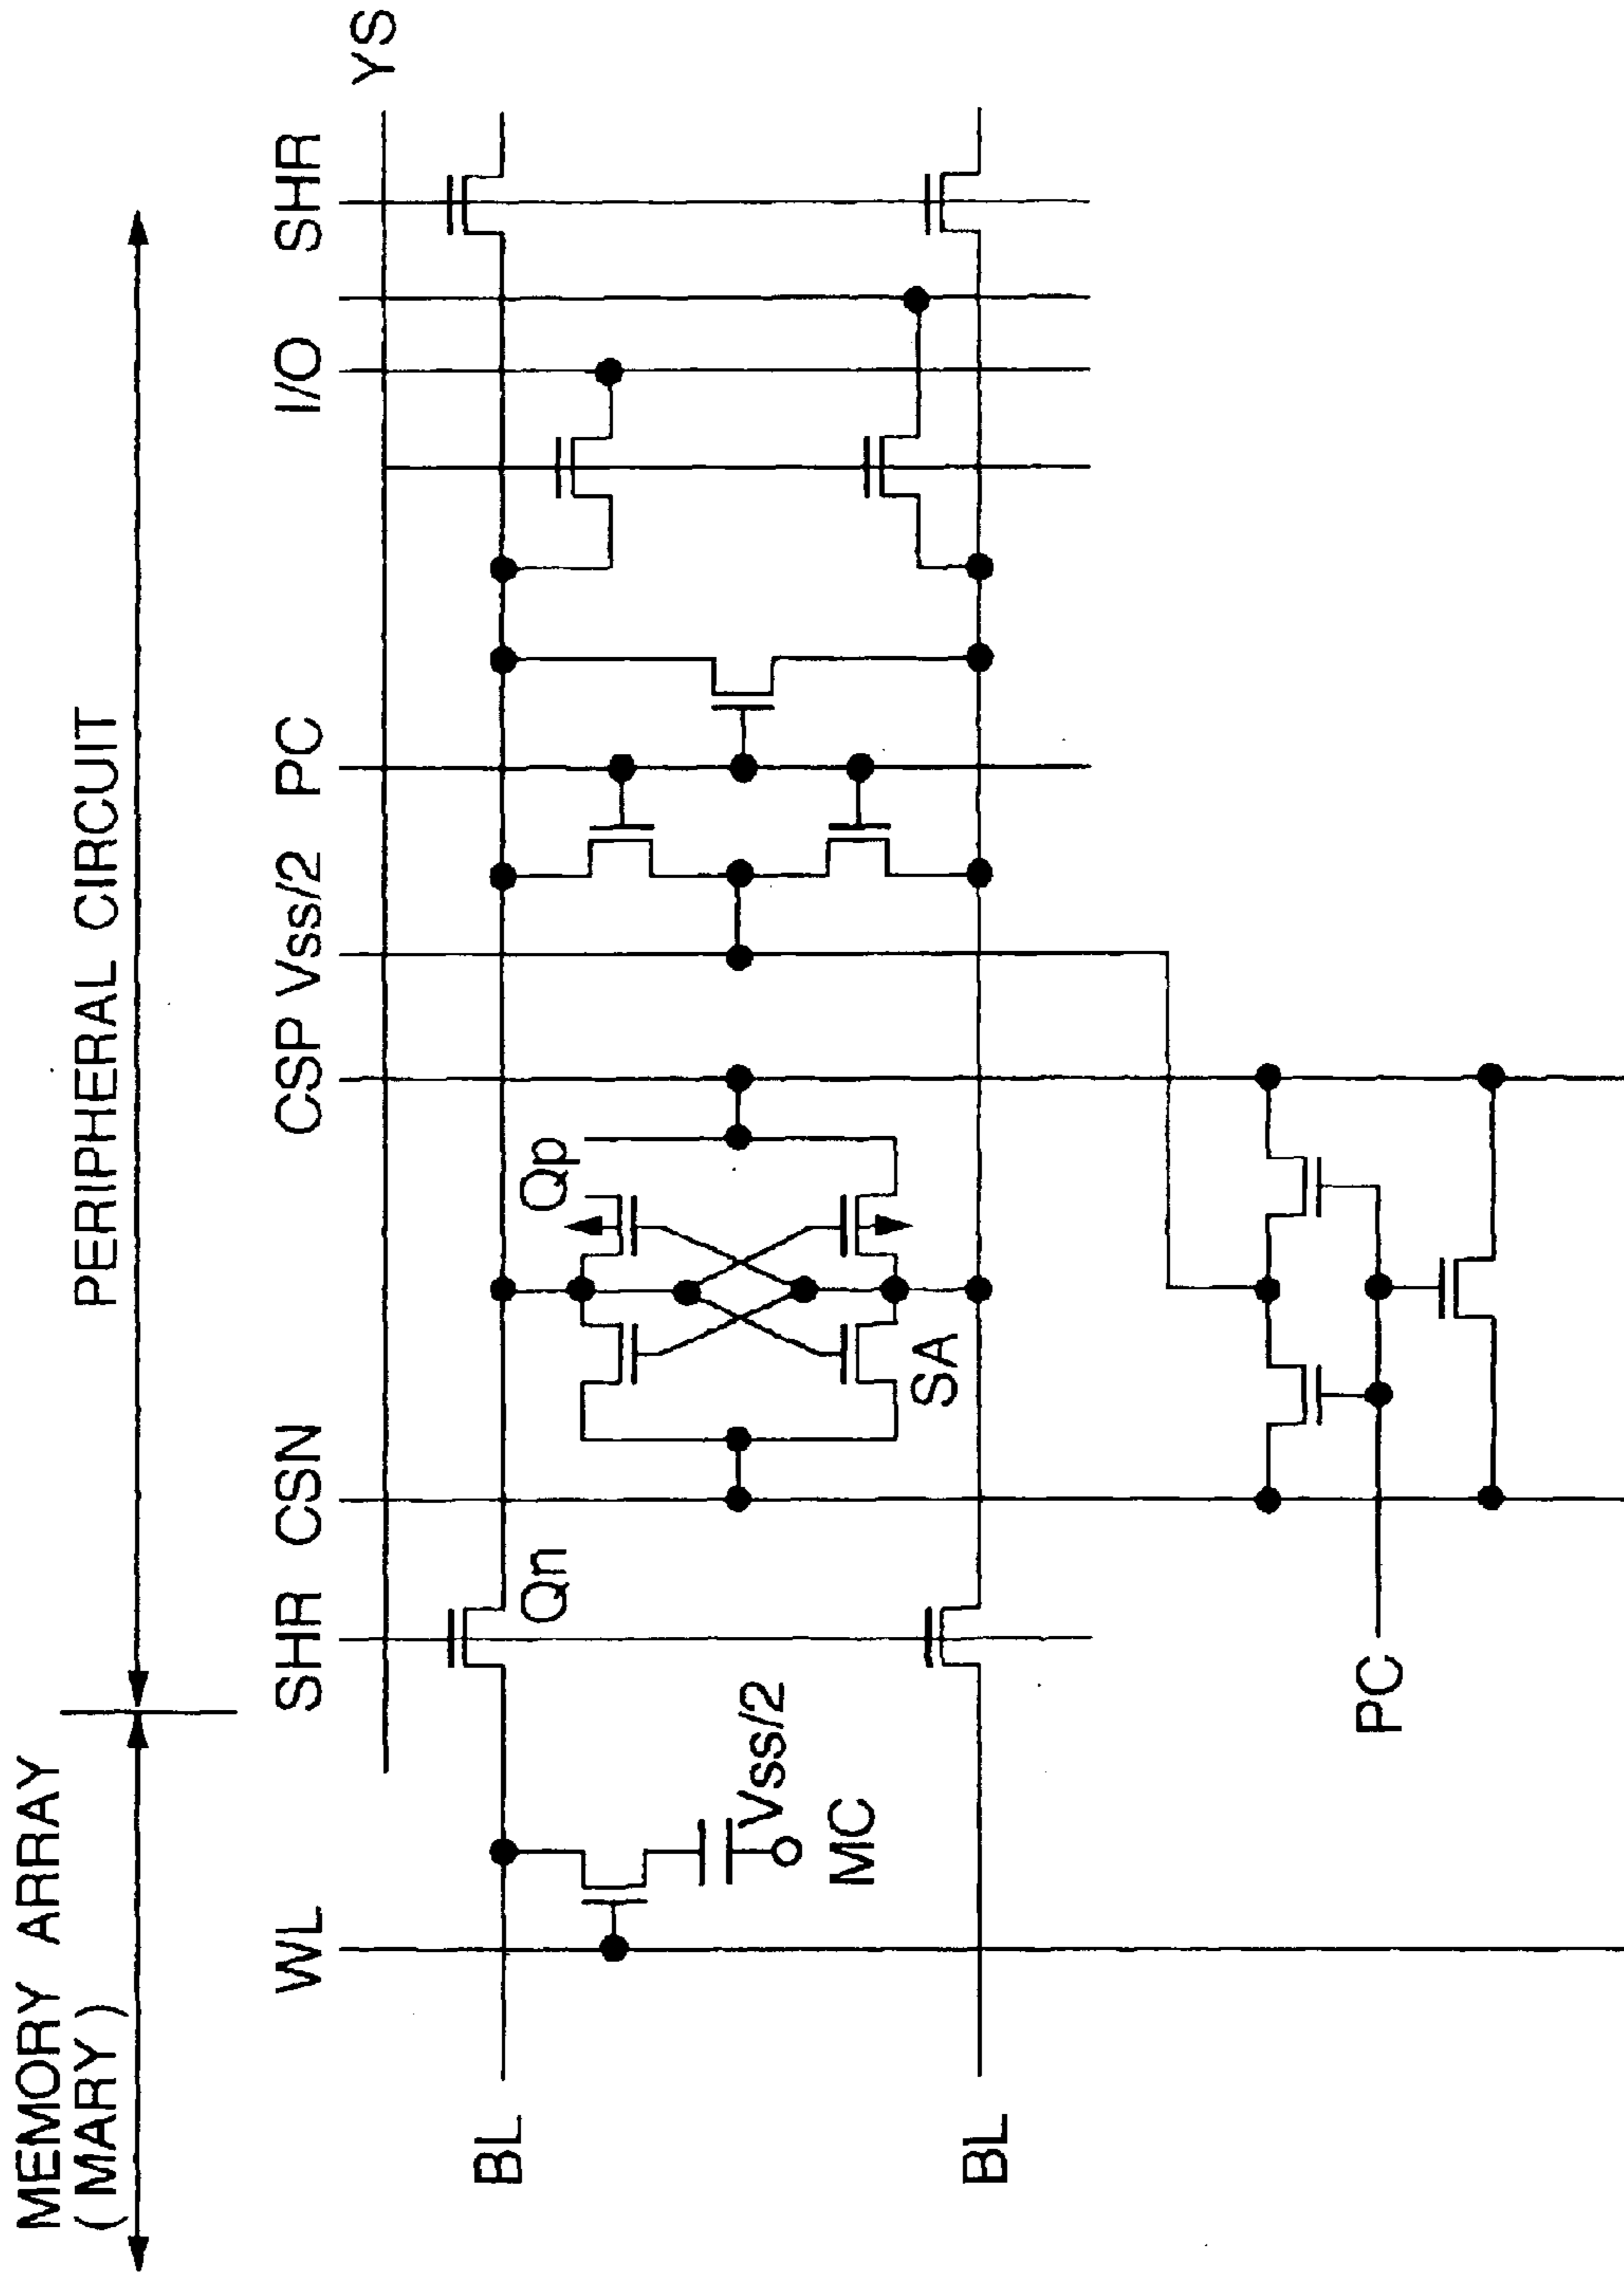 MEMORY ARRAY
( MARY )
PERIPHERAL CIRCUIT
WL
SHR
CSN
CSP
Vss/2
PC
I/O
SHR
YS
BL
Qn
Qp
Vss/2
MC
SA
BL
PC